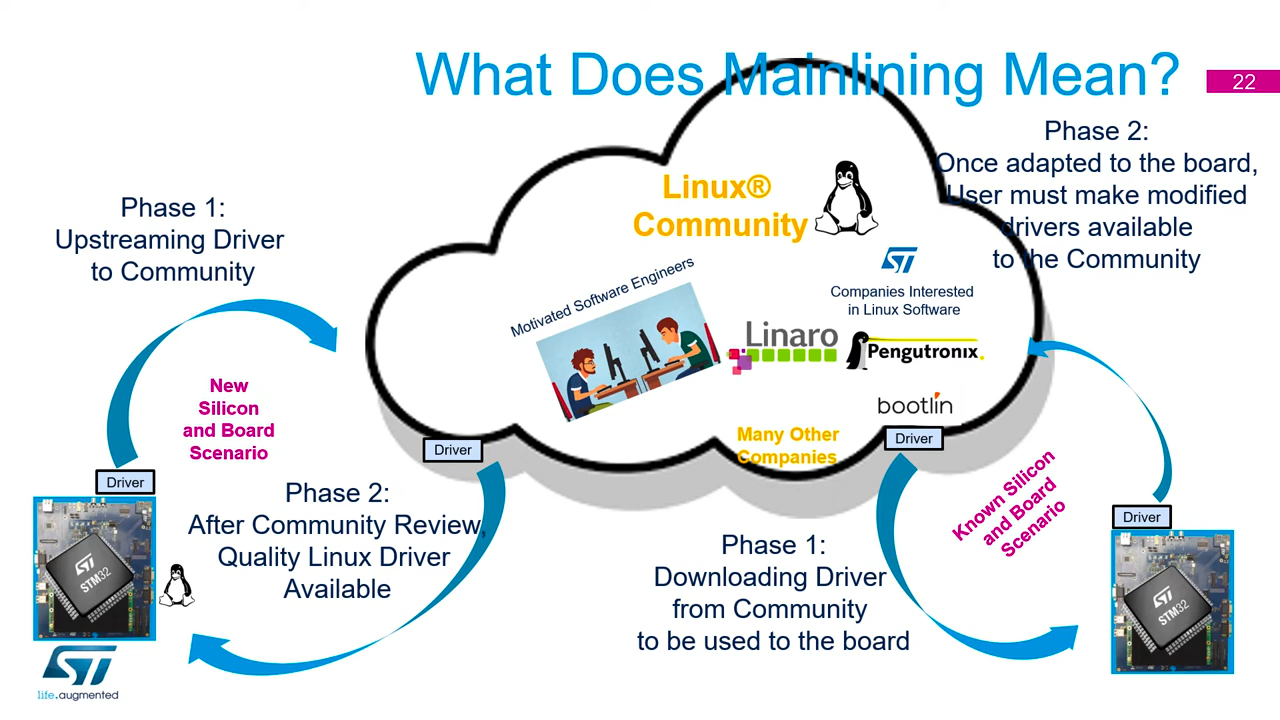 What Does Mainlining Mean?
22
Phase 1:
Upstreaming Driver
to Community
New
Silicon
and Board
Scenario
Driver
STM32
Phase 2:
After Community Review,
Quality Linux Driver
Available
ST
life.augmented
Linux®
Community
Motivated Software Engineers
ST
Companies Interested
in Linux Software
Linaro
Pengutronix
bootlin
Many Other
Companies
Driver
Driver
Phase 2:
Once adapted to the board,
User must make modified
drivers available
to the Community
Known Silicon
and Board
Scenario
Phase 1:
Downloading Driver
from Community
to be used to the board
Driver
ST
STM32